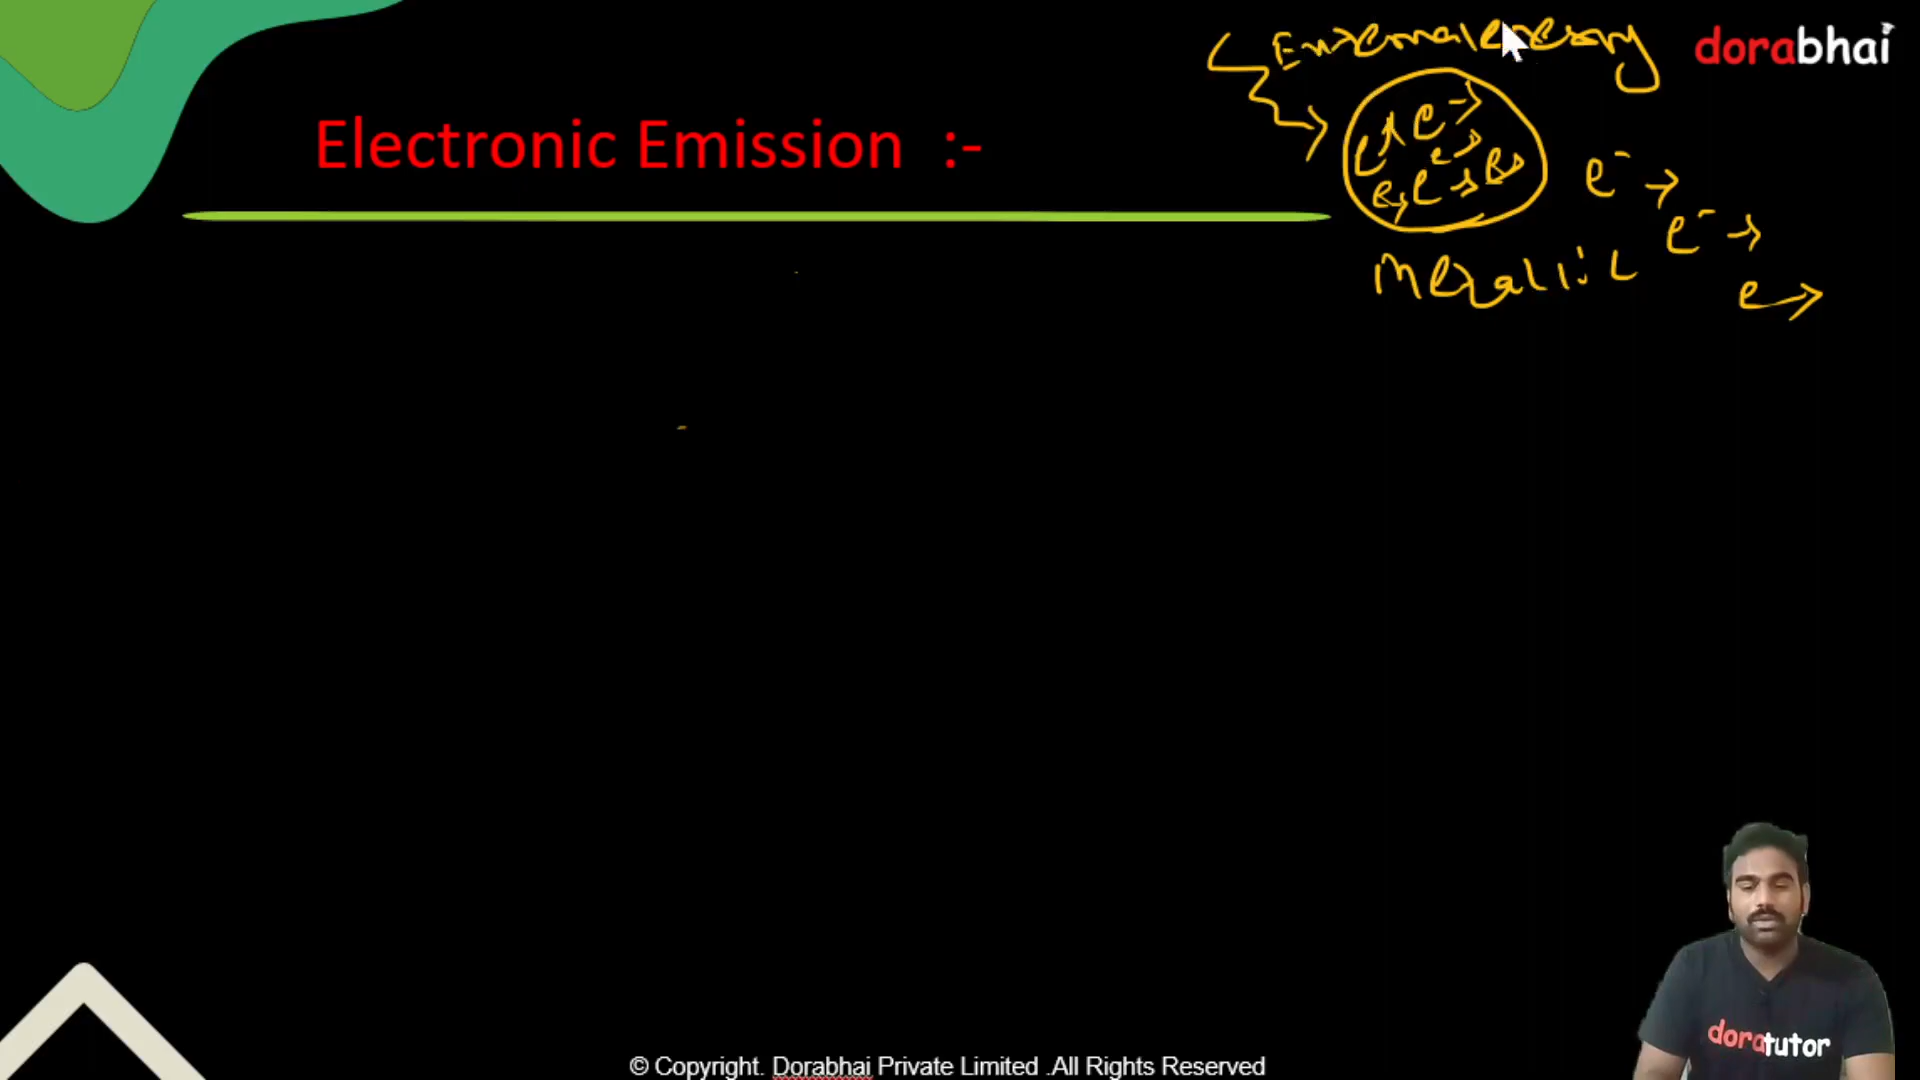 External energy
dorabhai
Electronic Emission :-
e e→
e→
e, e→ e→
e⁻ →
e⁻ →
Metallic
e→
doratutor
© Copyright. Dorabhai Private Limited .All Rights Reserved